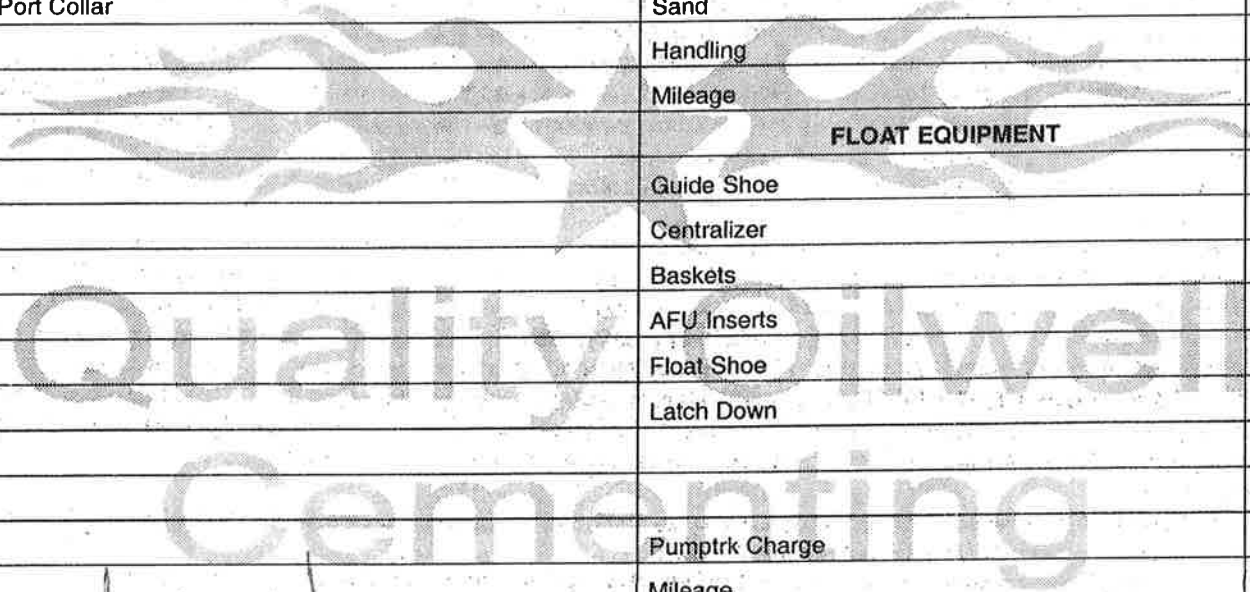 Port Collar
Sand
Handling
Mileage
FLOAT EQUIPMENT
Guide Shoe
Centralizer
Baskets
AFU Inserts
Float Shoe
Latch Down
Quality Oilwell
Cementing
Pumptrk Charge
Mileage